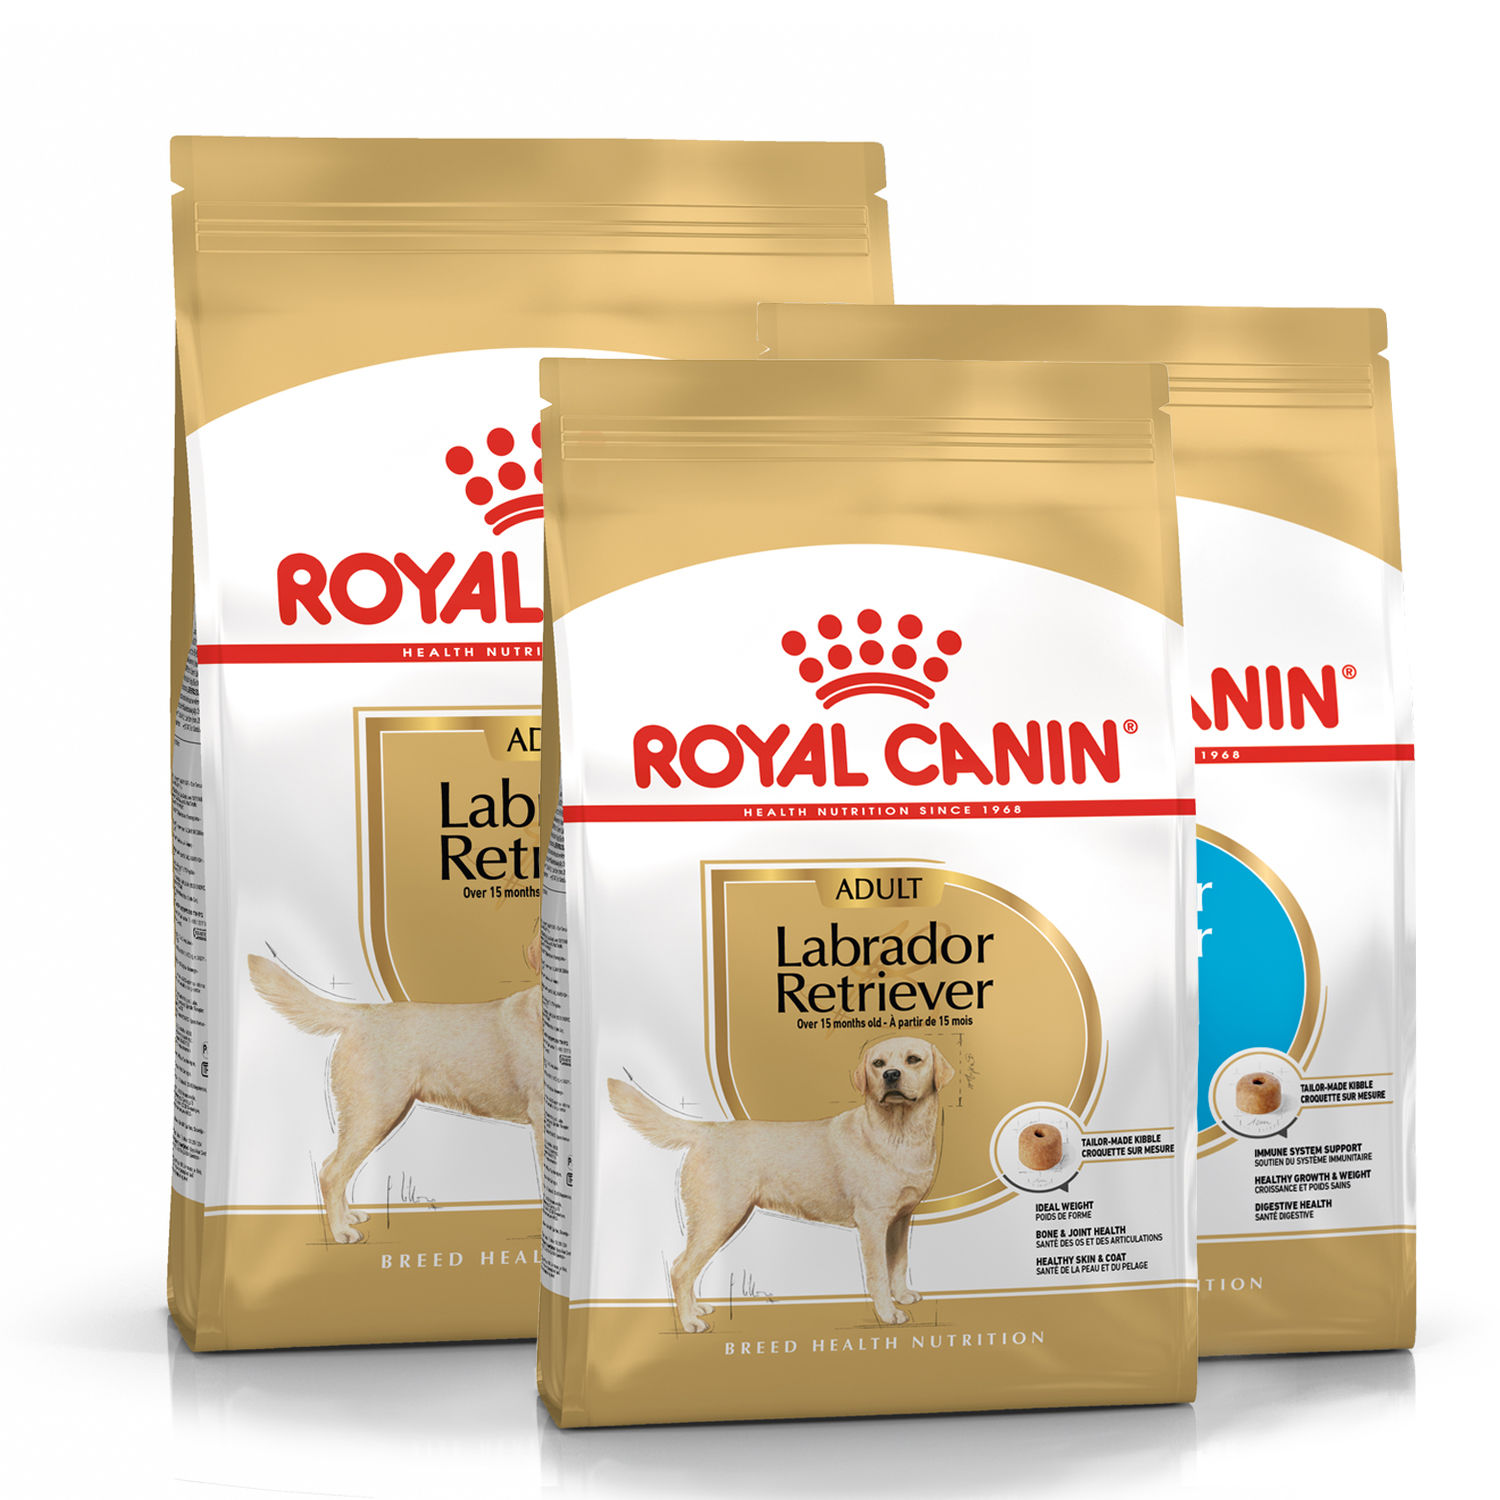 ROYAL
HEALTH NUTRI
AD
Lab
Ret
Over 15 months
BREED HEAL
ROYAL CANIN®
HEALTH NUTRITION SINCE 1968
ADULT
Labrador
Retriever
Over 15 months old - À partir de 15 mois
TAILOR-MADE KIBBLE
CROQUETTE SUR MESURE
IDEAL WEIGHT
POIDS DE FORME
BONE & JOINT HEALTH
SANTÉ DES OS ET DES ARTICULATIONS
HEALTHY SKIN & COAT
SANTÉ DE LA PEAU ET DU PELAGE
BREED HEALTH NUTRITION
ANIN®
1968
r
r
TAILOR-MADE KIBBLE
CROQUETTE SUR MESURE
IMMUNE SYSTEM SUPPORT
SOUTIEN DU SYSTÈME IMMUNITAIRE
HEALTHY GROWTH & WEIGHT
CROISSANCE ET POIDS SAINS
DIGESTIVE HEALTH
SANTÉ DIGESTIVE
ITION